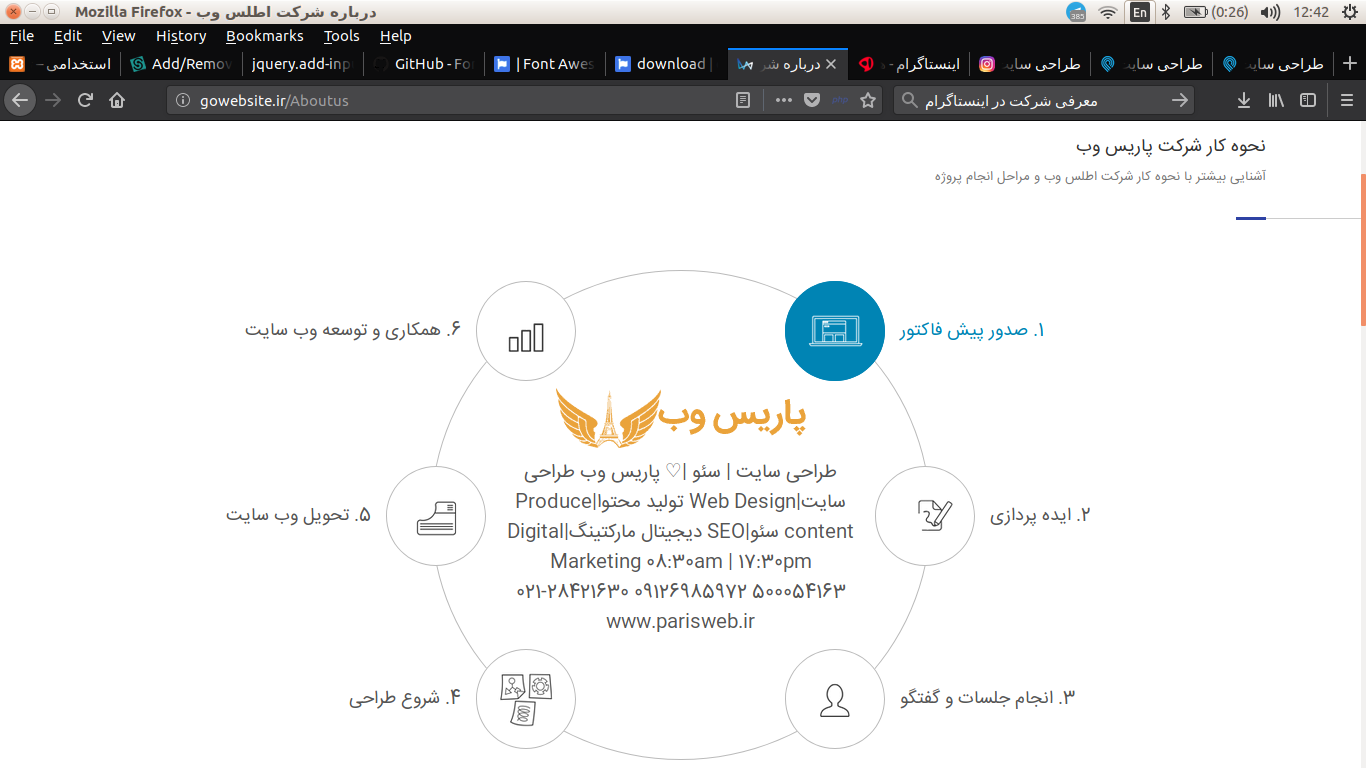 درباره شرکت اطلس وب - Mozilla Firefox
385
En
(0:26)
12:42
File Edit View History Bookmarks Tools Help
استخدامی –
Add/Remov
jquery.add-inp
GitHub - Fo
| Font Awes
download |
درباره شر
اینستاگرام -
طراحی سایت
طراحی سایت
طراحی سایت
gowebsite.ir/Aboutus
php
معرفی شرکت در اینستاگرام
نحوه کار شرکت پاریس وب
آشنایی بیشتر با نحوه کار شرکت اطلس وب و مراحل انجام پروژه
۱. صدور پیش فاکتور
۲. ایده پردازی
۳. انجام جلسات و گفتگو
۴. شروع طراحی
۵. تحویل وب سایت
۶. همکاری و توسعه وب سایت
پاریس وب
طراحی سایت | سئو |♡ پاریس وب طراحی
سایت|Web Design تولید محتوا|Produce
content سئو|SEO دیجیتال مارکتینگ|Digital
Marketing ۰۸:۳۰am | ۱۷:۳۰pm
۰۲۱-۲۸۴۲۱۶۳۰ ۰۹۱۲۶۹۸۵۹۷۲ ۵۰۰۰۵۴۱۶۳
www.parisweb.ir